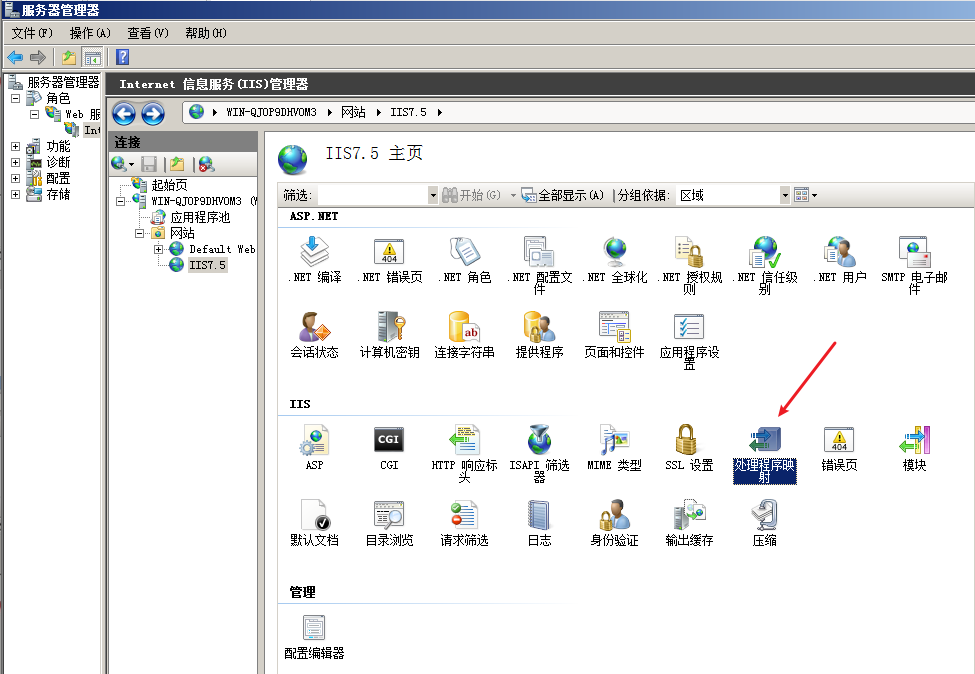 服务器管理器
文件(F) 操作(A) 查看(V) 帮助(H)
服务器管理器
角色
Web 服
Int
功能
诊断
配置
存储
Internet 信息服务(IIS)管理器
WIN-QJOP9DHVOM3 网站 IIS7.5
连接
起始页
WIN-QJOP9DHVOM3 (W
应用程序池
网站
Default Web
IIS7.5
IIS7.5 主页
筛选: 开始(G) 全部显示(A) 分组依据: 区域
ASP.NET
.NET 编译 .NET 错误页 .NET 角色 .NET 配置文件 .NET 全球化 .NET 授权规则 .NET 信任级别 .NET 用户 SMTP 电子邮件
会话状态 计算机密钥 ab 连接字符串 提供程序 页面和控件 应用程序设置
404
IIS
CGI 404
ASP CGI HTTP 响应标头 ISAPI 筛选器 MIME 类型 SSL 设置 处理程序映射 错误页 模块
默认文档 目录浏览 请求筛选 日志 身份验证 输出缓存 压缩
管理
配置编辑器